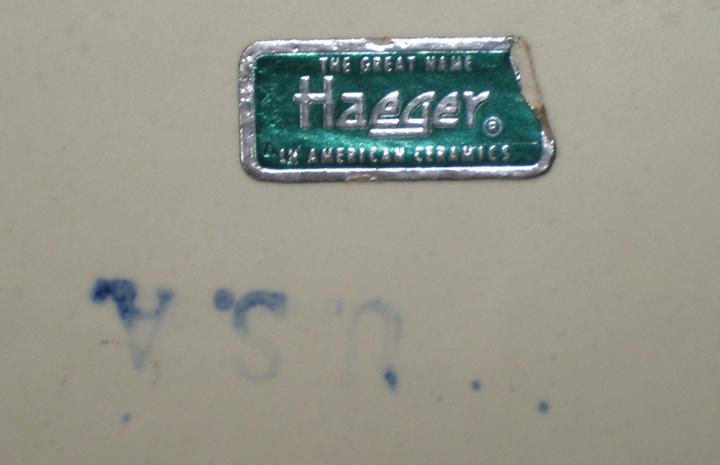 THE GREAT NAME
Haeger®
IN AMERICAN CERAMICS
U.S.A.